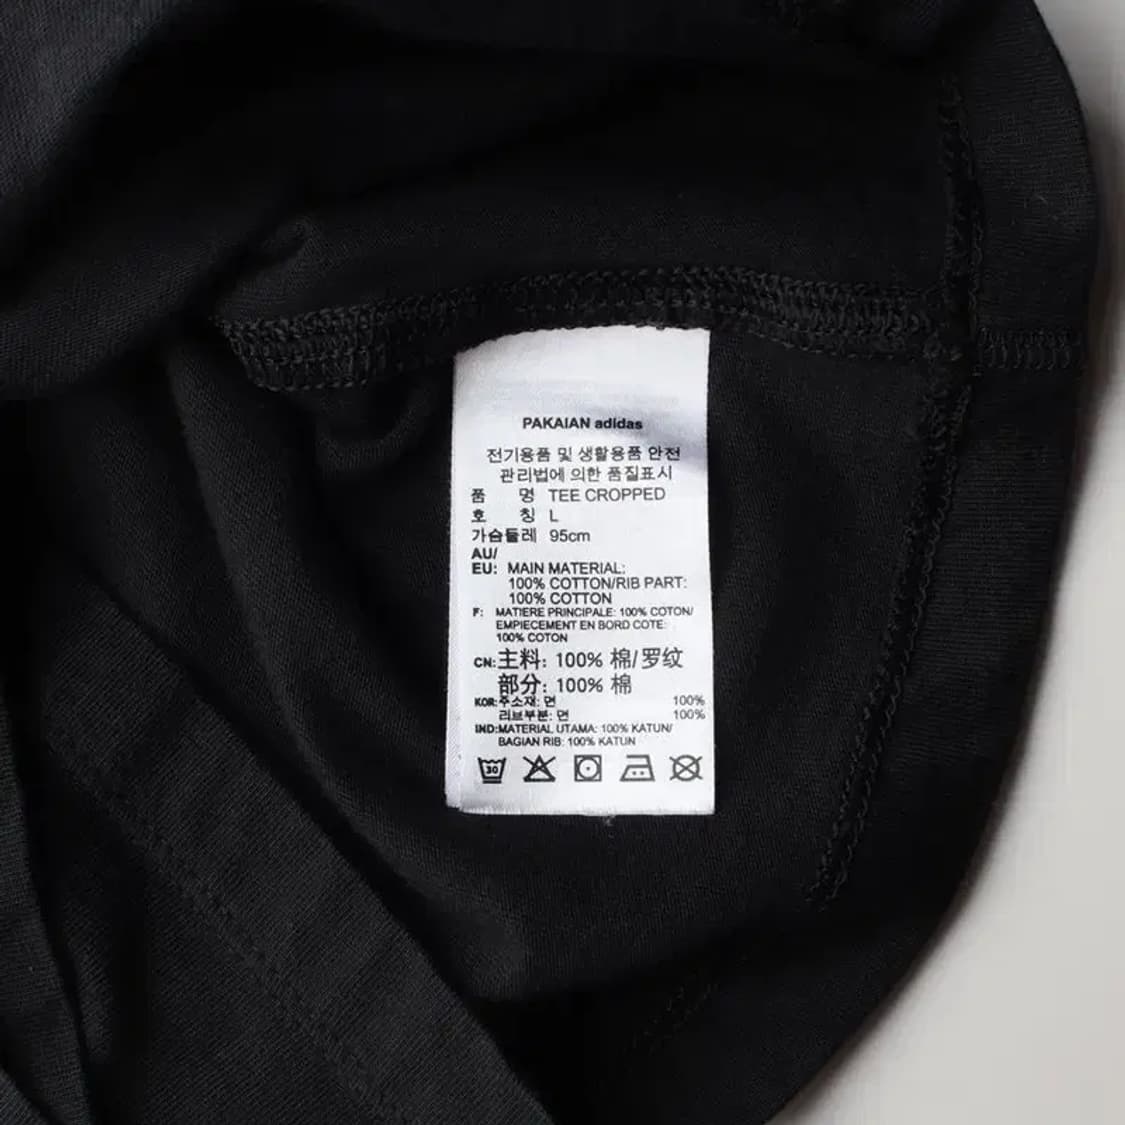 PAKAIAN adidas
전기용품 및 생활용품 안전
관리법에 의한 품질표시
품 명 TEE CROPPED
호 칭 L
가슴둘레 95cm
AU/
EU: MAIN MATERIAL:
100% COTTON/RIB PART:
100% COTTON
F: MATIERE PRINCIPALE: 100% COTON/
EMPIECEMENT EN BORD COTE:
100% COTON
CN:主料: 100% 棉/罗纹
部分: 100% 棉
KOR:주소재: 면 100%
리브부분: 면 100%
IND:MATERIAL UTAMA: 100% KATUN/
BAGIAN RIB: 100% KATUN
30